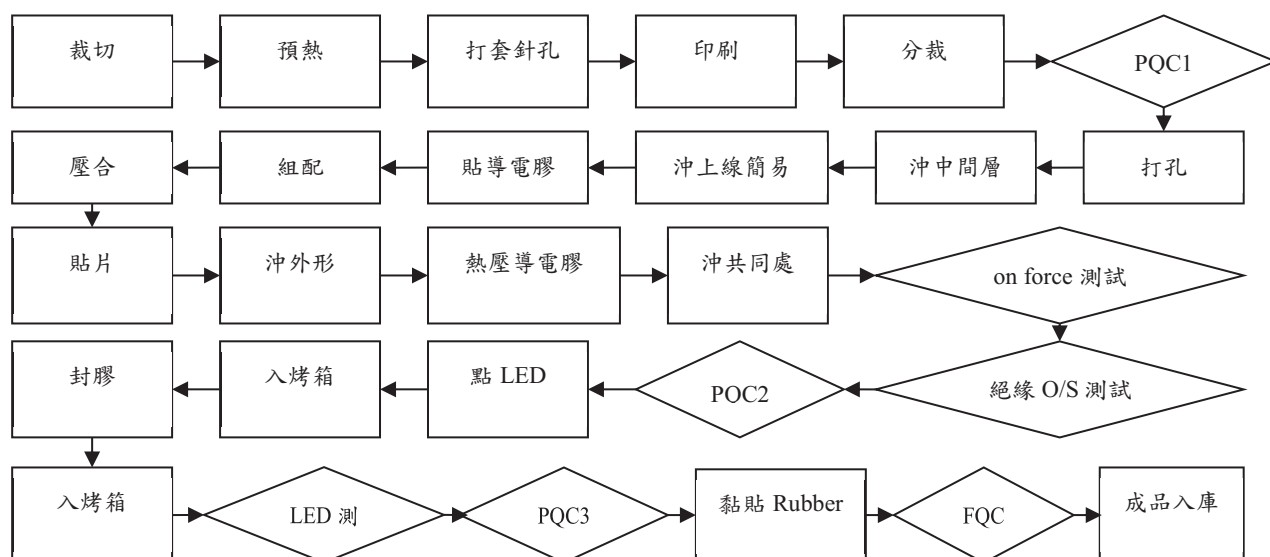 裁切
預熱
打套針孔
印刷
分裁
PQC1
打孔
沖中間層
沖上線簡易
貼導電膠
組配
壓合
貼片
沖外形
熱壓導電膠
沖共同處
on force 測試
絕緣 O/S 測試
PQC2
點 LED
入烤箱
封膠
入烤箱
LED 測
PQC3
黏貼 Rubber
FQC
成品入庫